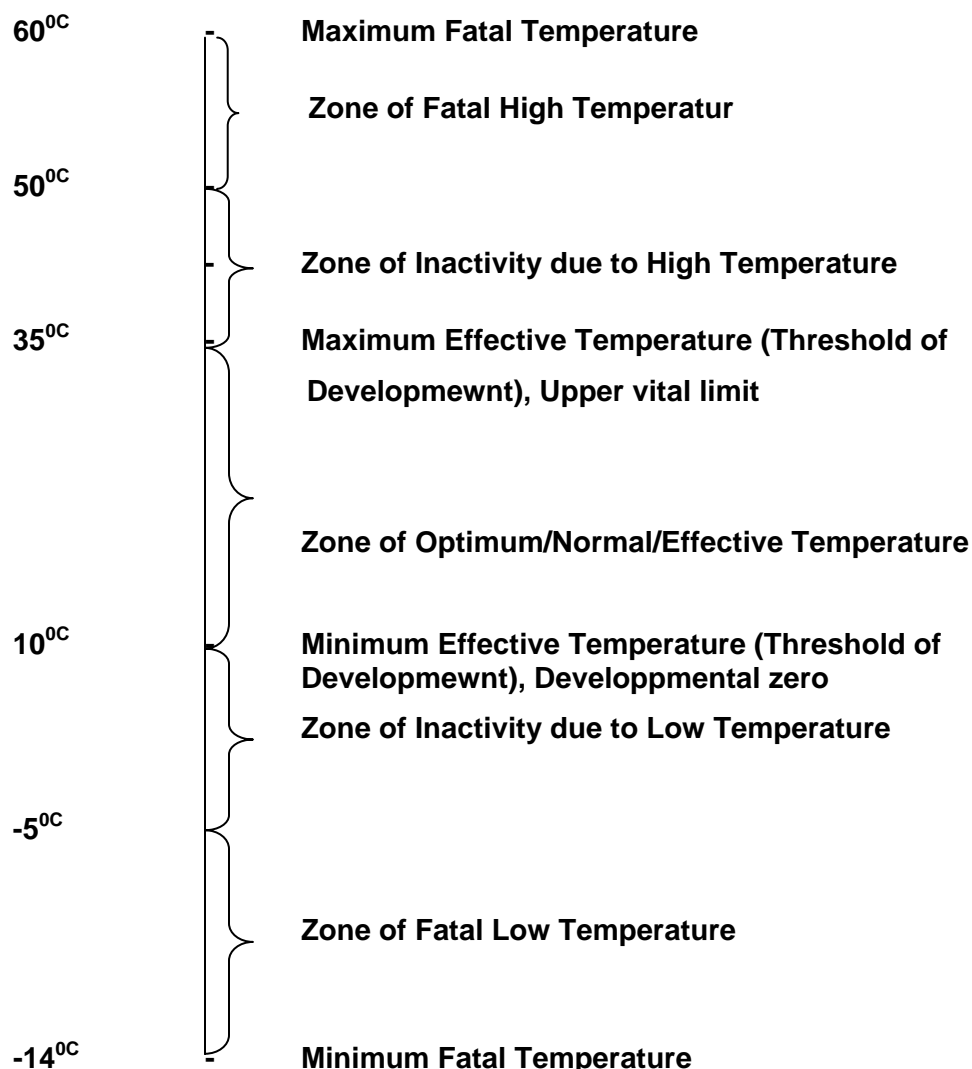 60⁰ᶜ - Maximum Fatal Temperature
Zone of Fatal High Temperatur
50⁰ᶜ -
- Zone of Inactivity due to High Temperature
35⁰ᶜ - Maximum Effective Temperature (Threshold of
Developmewnt), Upper vital limit
Zone of Optimum/Normal/Effective Temperature
10⁰ᶜ - Minimum Effective Temperature (Threshold of
Developmewnt), Developpmental zero
Zone of Inactivity due to Low Temperature
-5⁰ᶜ
Zone of Fatal Low Temperature
-14⁰ᶜ - Minimum Fatal Temperature